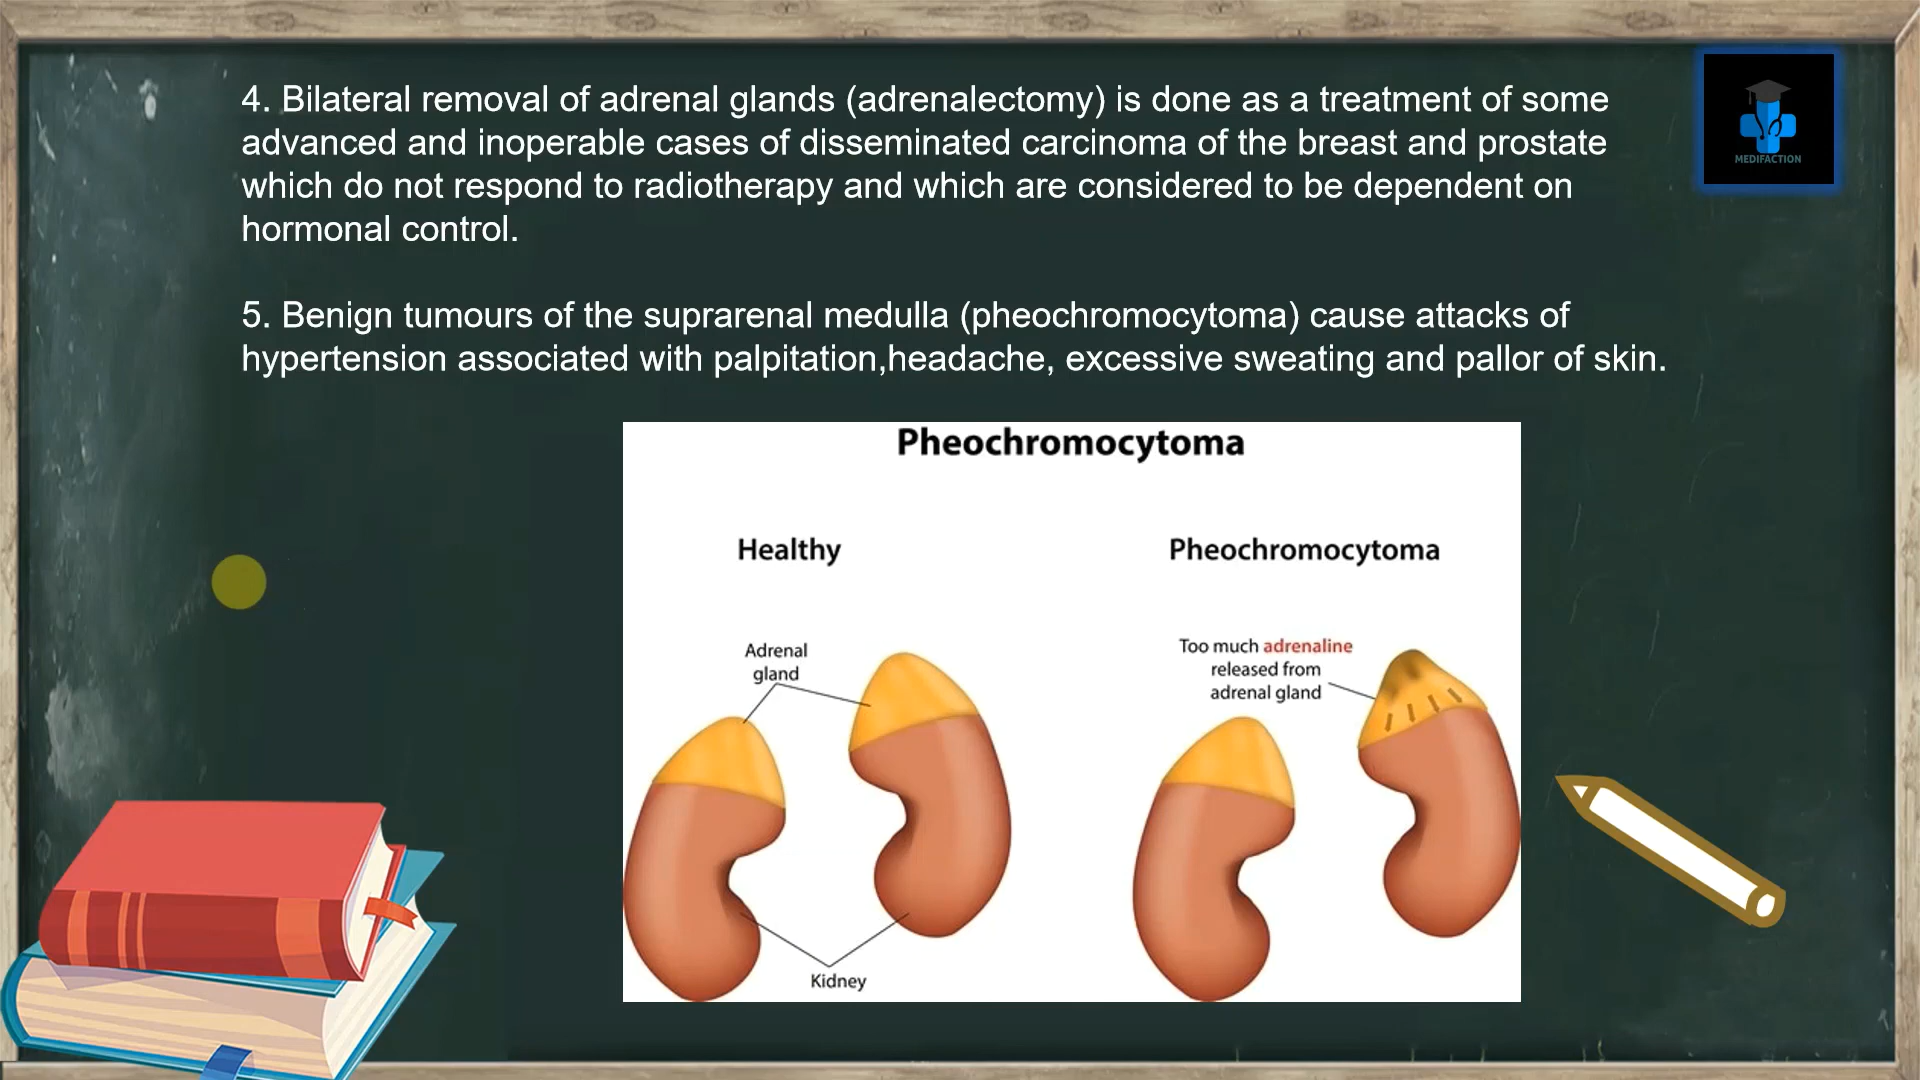 4. Bilateral removal of adrenal glands (adrenalectomy) is done as a treatment of some
advanced and inoperable cases of disseminated carcinoma of the breast and prostate
which do not respond to radiotherapy and which are considered to be dependent on
hormonal control.
5. Benign tumours of the suprarenal medulla (pheochromocytoma) cause attacks of
hypertension associated with palpitation,headache, excessive sweating and pallor of skin.
MEDIFACTION
Pheochromocytoma
Healthy
Adrenal
gland
Kidney
Pheochromocytoma
Too much adrenaline
released from
adrenal gland